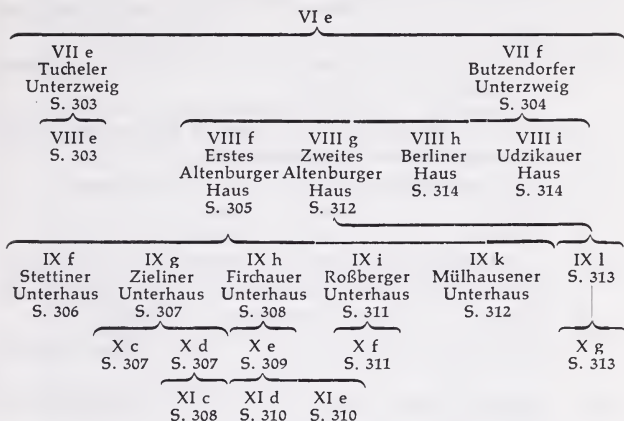 VI e
VII e VII f
Tucheler Butzendorfer
Unterzweig Unterzweig
S. 303 S. 304
VIII e VIII f VIII g VIII h VIII i
S. 303 Erstes Zweites Berliner Udzikauer
Altenburger Altenburger Haus Haus
Haus Haus S. 314 S. 314
S. 305 S. 312
IX f IX g IX h IX i IX k IX l
Stettiner Zieliner Firchauer Roßberger Mülhausener S. 313
Unterhaus Unterhaus Unterhaus Unterhaus Unterhaus
S. 306 S. 307 S. 308 S. 311 S. 312
X c X d X e X f X g
S. 307 S. 307 S. 309 S. 311 S. 313
XI c XI d XI e
S. 308 S. 310 S. 310